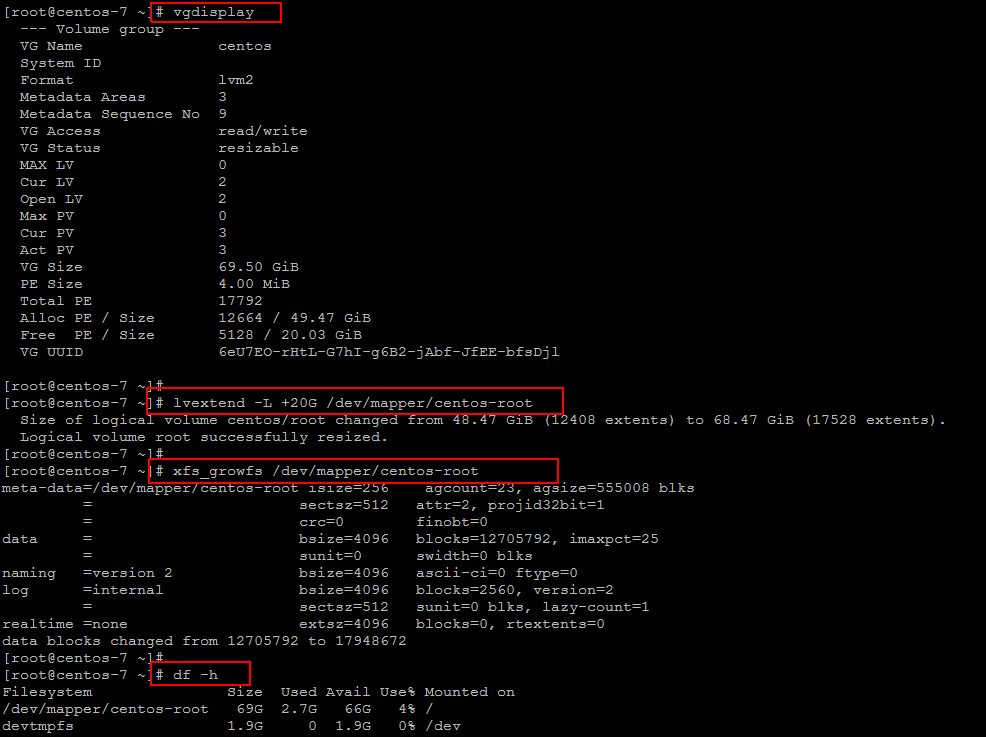 [root@centos-7 ~]# vgdisplay
--- Volume group ---
VG Name centos
System ID
Format lvm2
Metadata Areas 3
Metadata Sequence No 9
VG Access read/write
VG Status resizable
MAX LV 0
Cur LV 2
Open LV 2
Max PV 0
Cur PV 3
Act PV 3
VG Size 69.50 GiB
PE Size 4.00 MiB
Total PE 17792
Alloc PE / Size 12664 / 49.47 GiB
Free PE / Size 5128 / 20.03 GiB
VG UUID 6eU7EO-rHtL-G7hI-g6B2-jAbf-JfEE-bfsDjl
[root@centos-7 ~]#
[root@centos-7 ~]# lvextend -L +20G /dev/mapper/centos-root
Size of logical volume centos/root changed from 48.47 GiB (12408 extents) to 68.47 GiB (17528 extents).
Logical volume root successfully resized.
[root@centos-7 ~]#
[root@centos-7 ~]# xfs_growfs /dev/mapper/centos-root
meta-data=/dev/mapper/centos-root isize=256 agcount=23, agsize=555008 blks
= sectsz=512 attr=2, projid32bit=1
= crc=0 finobt=0
data = bsize=4096 blocks=12705792, imaxpct=25
= sunit=0 swidth=0 blks
naming =version 2 bsize=4096 ascii-ci=0 ftype=0
log =internal bsize=4096 blocks=2560, version=2
= sectsz=512 sunit=0 blks, lazy-count=1
realtime =none extsz=4096 blocks=0, rtextents=0
data blocks changed from 12705792 to 17948672
[root@centos-7 ~]#
[root@centos-7 ~]# df -h
Filesystem Size Used Avail Use% Mounted on
/dev/mapper/centos-root 69G 2.7G 66G 4% /
devtmpfs 1.9G 0 1.9G 0% /dev